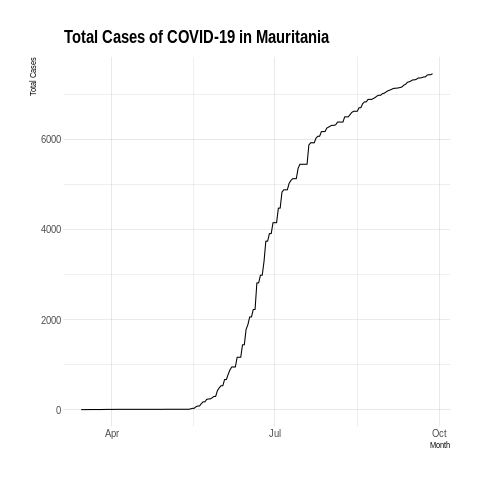 Total Cases of COVID-19 in Mauritania
Total Cases
6000
4000
2000
0
Apr Jul Oct
Month